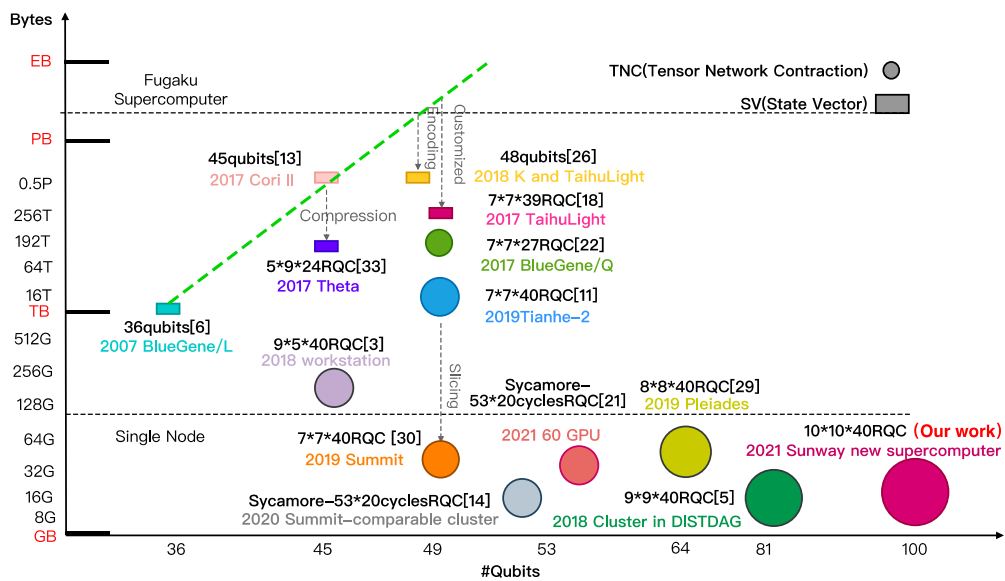 Bytes
EB
TNC(Tensor Network Contraction)
Fugaku
Supercomputer
SV(State Vector)
PB
Encoding
Customized
45qubits[13]
2017 Cori II
48qubits[26]
2018 K and TaihuLight
0.5P
7*7*39RQC[18]
2017 TaihuLight
256T
Compression
192T
7*7*27RQC[22]
2017 BlueGene/Q
64T
5*9*24RQC[33]
2017 Theta
16T
7*7*40RQC[11]
2019Tianhe-2
TB
36qubits[6]
2007 BlueGene/L
512G
9*5*40RQC[3]
2018 workstation
256G
Slicing
Sycamore-
53*20cyclesRQC[21]
8*8*40RQC[29]
2019 Pleiades
128G
Single Node
64G
7*7*40RQC [30]
2019 Summit
2021 60 GPU
10*10*40RQC (Our work)
2021 Sunway new supercomputer
32G
16G
Sycamore-53*20cyclesRQC[14]
2020 Summit-comparable cluster
9*9*40RQC[5]
2018 Cluster in DISTDAG
8G
GB
36
45
49
53
64
81
100
#Qubits